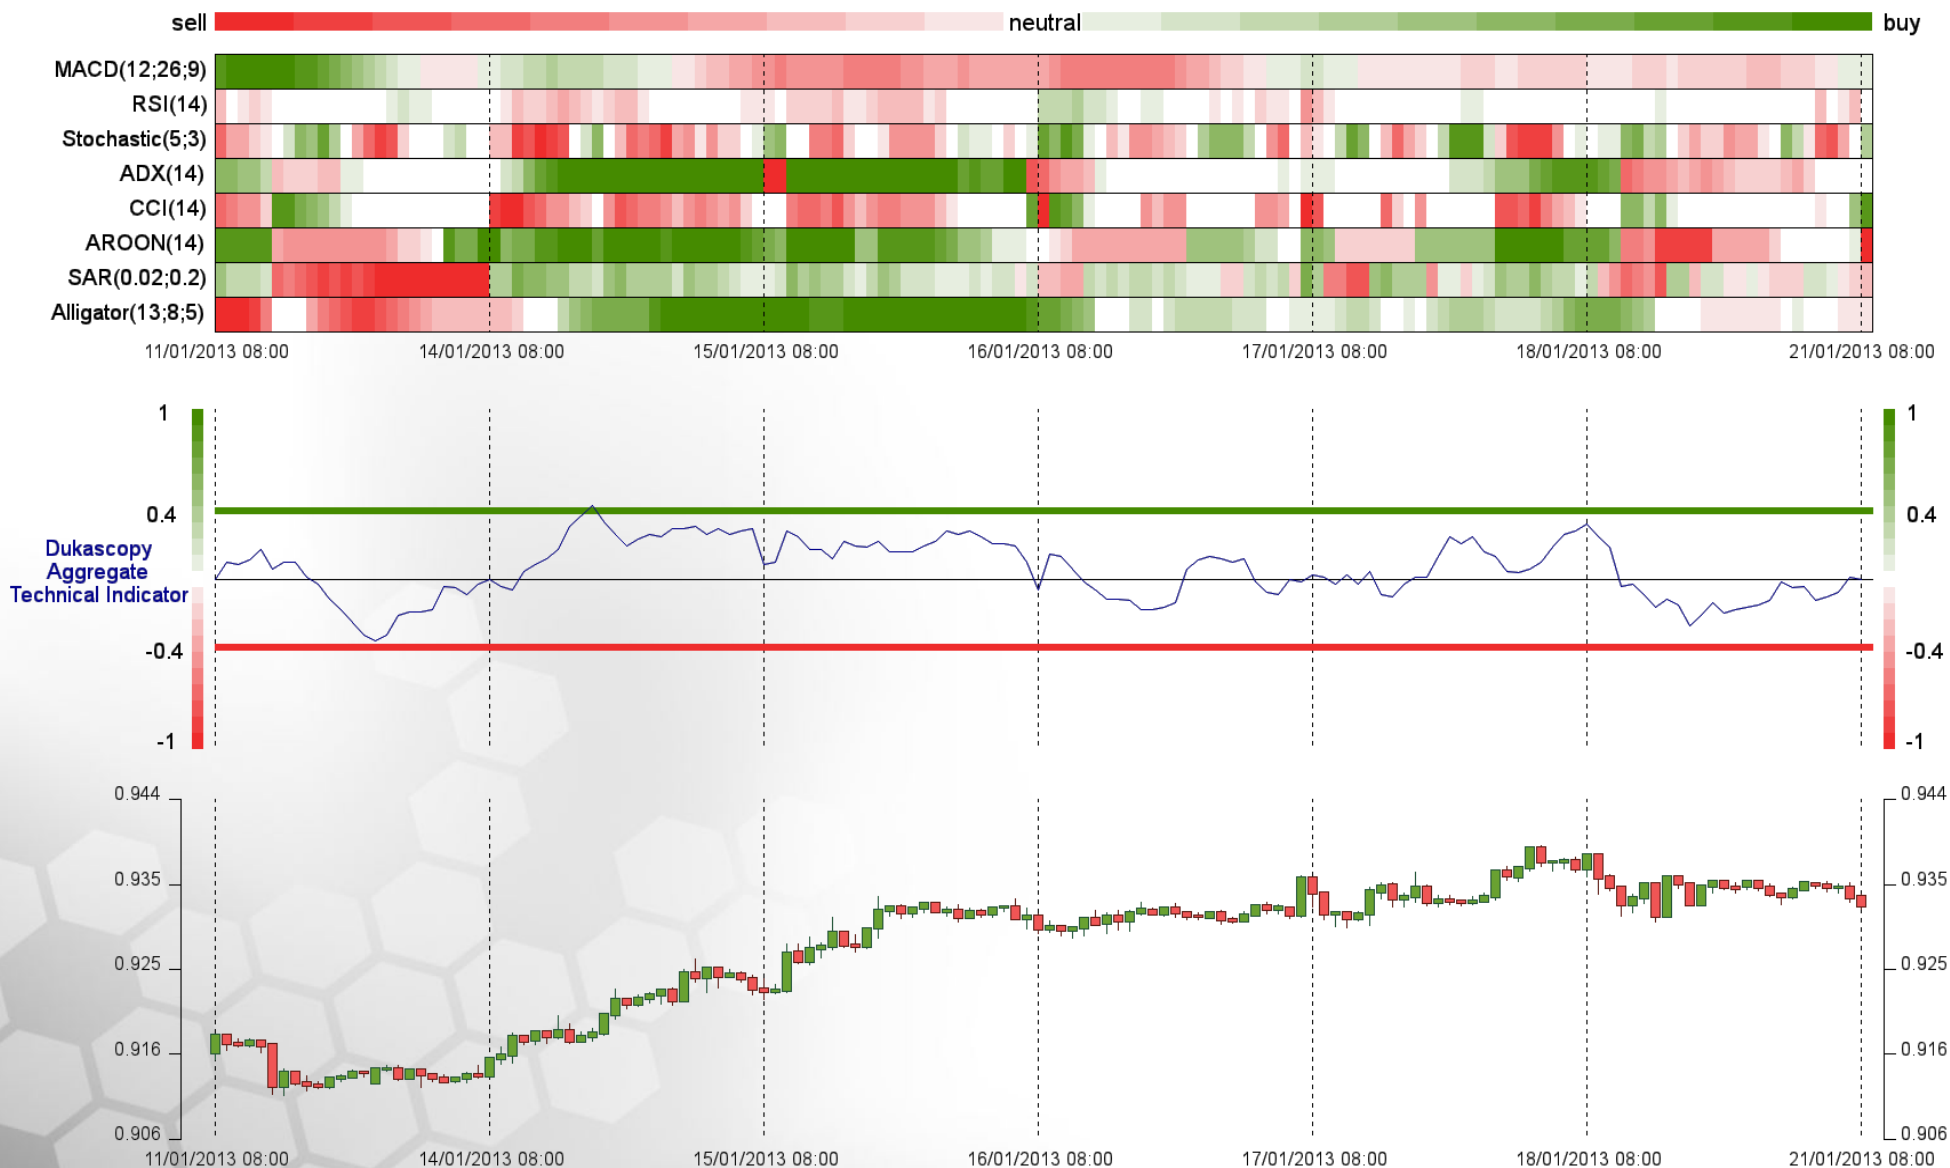 sell neutral buy
MACD(12;26;9)
RSI(14)
Stochastic(5;3)
ADX(14)
CCI(14)
AROON(14)
SAR(0.02;0.2)
Alligator(13;8;5)
11/01/2013 08:00 14/01/2013 08:00 15/01/2013 08:00 16/01/2013 08:00 17/01/2013 08:00 18/01/2013 08:00 21/01/2013 08:00
1 1
0.4 0.4
Dukascopy
Aggregate
Technical Indicator
-0.4 -0.4
-1 -1
0.944 0.944
0.935 0.935
0.925 0.925
0.916 0.916
0.906 0.906
11/01/2013 08:00 14/01/2013 08:00 15/01/2013 08:00 16/01/2013 08:00 17/01/2013 08:00 18/01/2013 08:00 21/01/2013 08:00